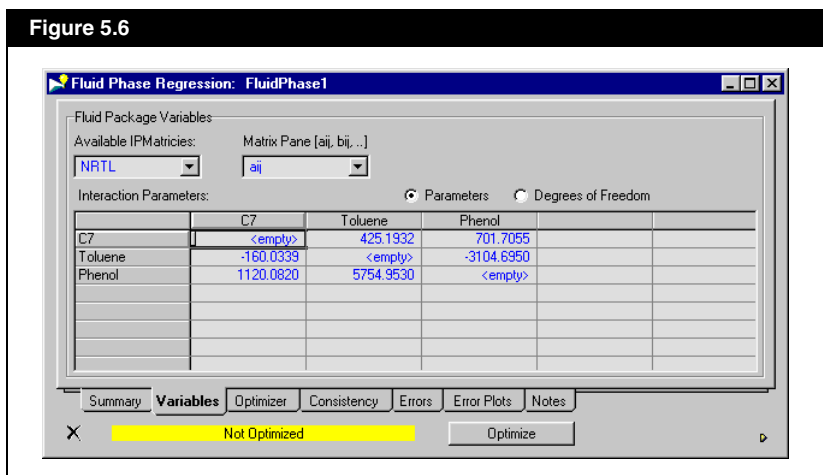 Figure 5.6
Fluid Phase Regression: FluidPhase1
Fluid Package Variables
Available IPMatricies: Matrix Pane [aij, bij, ..]
NRTL aij
Interaction Parameters: Parameters Degrees of Freedom
C7 Toluene Phenol
C7 <empty> 425.1932 701.7055
Toluene -160.0339 <empty> -3104.6950
Phenol 1120.0820 5754.9530 <empty>
Summary Variables Optimizer Consistency Errors Error Plots Notes
Not Optimized Optimize